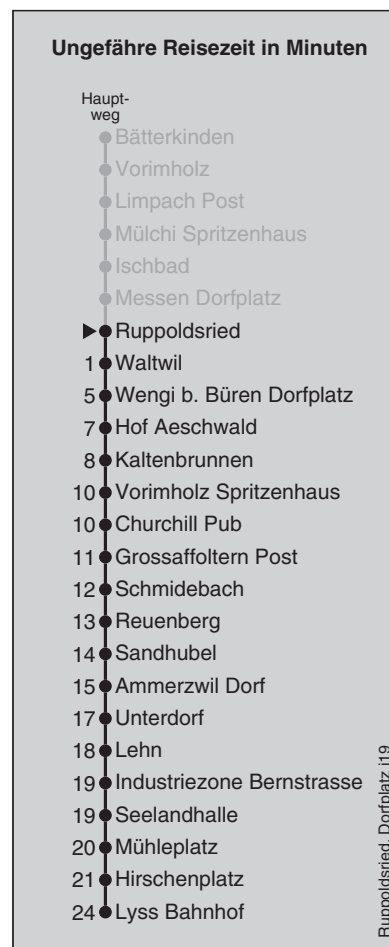 Ungefähre Reisezeit in Minuten
Haupt-
weg
Bätterkinden
Vorimholz
Limpach Post
Mülchi Spritzenhaus
Ischbad
Messen Dorfplatz
Ruppoldsried
1 Waltwil
5 Wengi b. Büren Dorfplatz
7 Hof Aeschwald
8 Kaltenbrunnen
10 Vorimholz Spritzenhaus
10 Churchill Pub
11 Grossaffoltern Post
12 Schmidebach
13 Reuenberg
14 Sandhubel
15 Ammerzwil Dorf
17 Unterdorf
18 Lehn
19 Industriezone Bernstrasse
19 Seelandhalle
20 Mühleplatz
21 Hirschenplatz
24 Lyss Bahnhof
Ruppoldsried, Dorfplatz j19